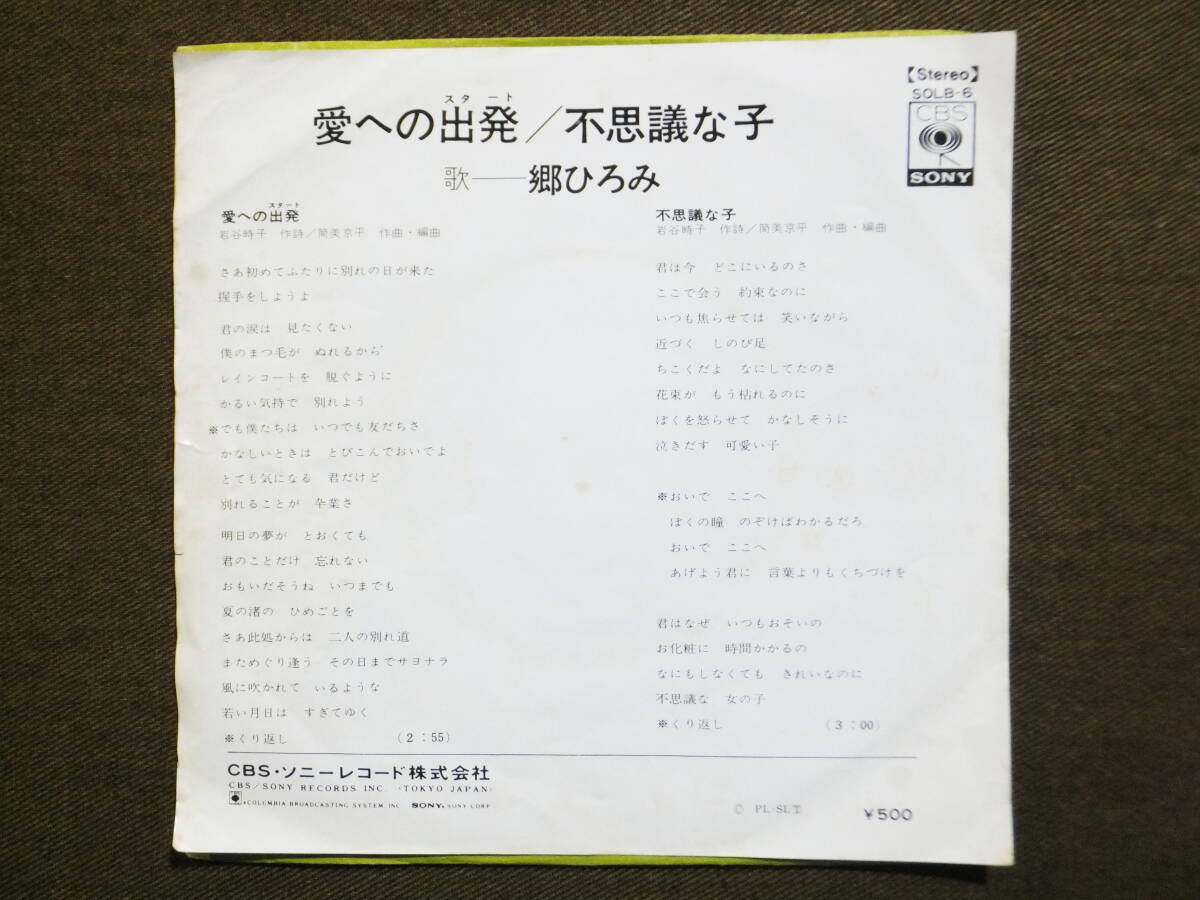 【Stereo】
SOLB-6
CBS
SONY
スタート
愛への出発／不思議な子
歌――郷ひろみ
スタート
愛への出発
岩谷時子 作詩／筒美京平 作曲・編曲
さあ初めてふたりに別れの日が来た
握手をしようよ
君の涙は 見たくない
僕のまつ毛が ぬれるから
レインコートを 脱ぐように
かるい気持で 別れよう
※でも僕たちは いつでも友だちさ
かなしいときは とびこんでおいでよ
とても気になる 君だけど
別れることが 卒業さ
明日の夢が とおくても
君のことだけ 忘れない
おもいだそうね いつまでも
夏の渚の ひめごとを
さあ此処からは 二人の別れ道
まためぐり逢う その日までサヨナラ
風に吹かれて いるような
若い月日は すぎてゆく
※くり返し （2：55）
不思議な子
岩谷時子 作詩／筒美京平 作曲・編曲
君は今 どこにいるのさ
ここで会う 約束なのに
いつも焦らせては 笑いながら
近づく しのび足
ちこくだよ なにしてたのさ
花束が もう枯れるのに
ぼくを怒らせて かなしそうに
泣きだす 可愛い子
※おいで ここへ
ぼくの瞳 のぞけばわかるだろ
おいで ここへ
あげよう君に 言葉よりもくちづけを
君はなぜ いつもおそいの
お化粧に 時間かかるの
なにもしなくても きれいなのに
不思議な 女の子
※くり返し （3：00）
CBS・ソニーレコード株式会社
CBS/SONY RECORDS INC. (TOKYO JAPAN)
COLUMBIA BROADCASTING SYSTEM INC. SONY, SONY CORP
Ⓒ PL・SLT ¥500